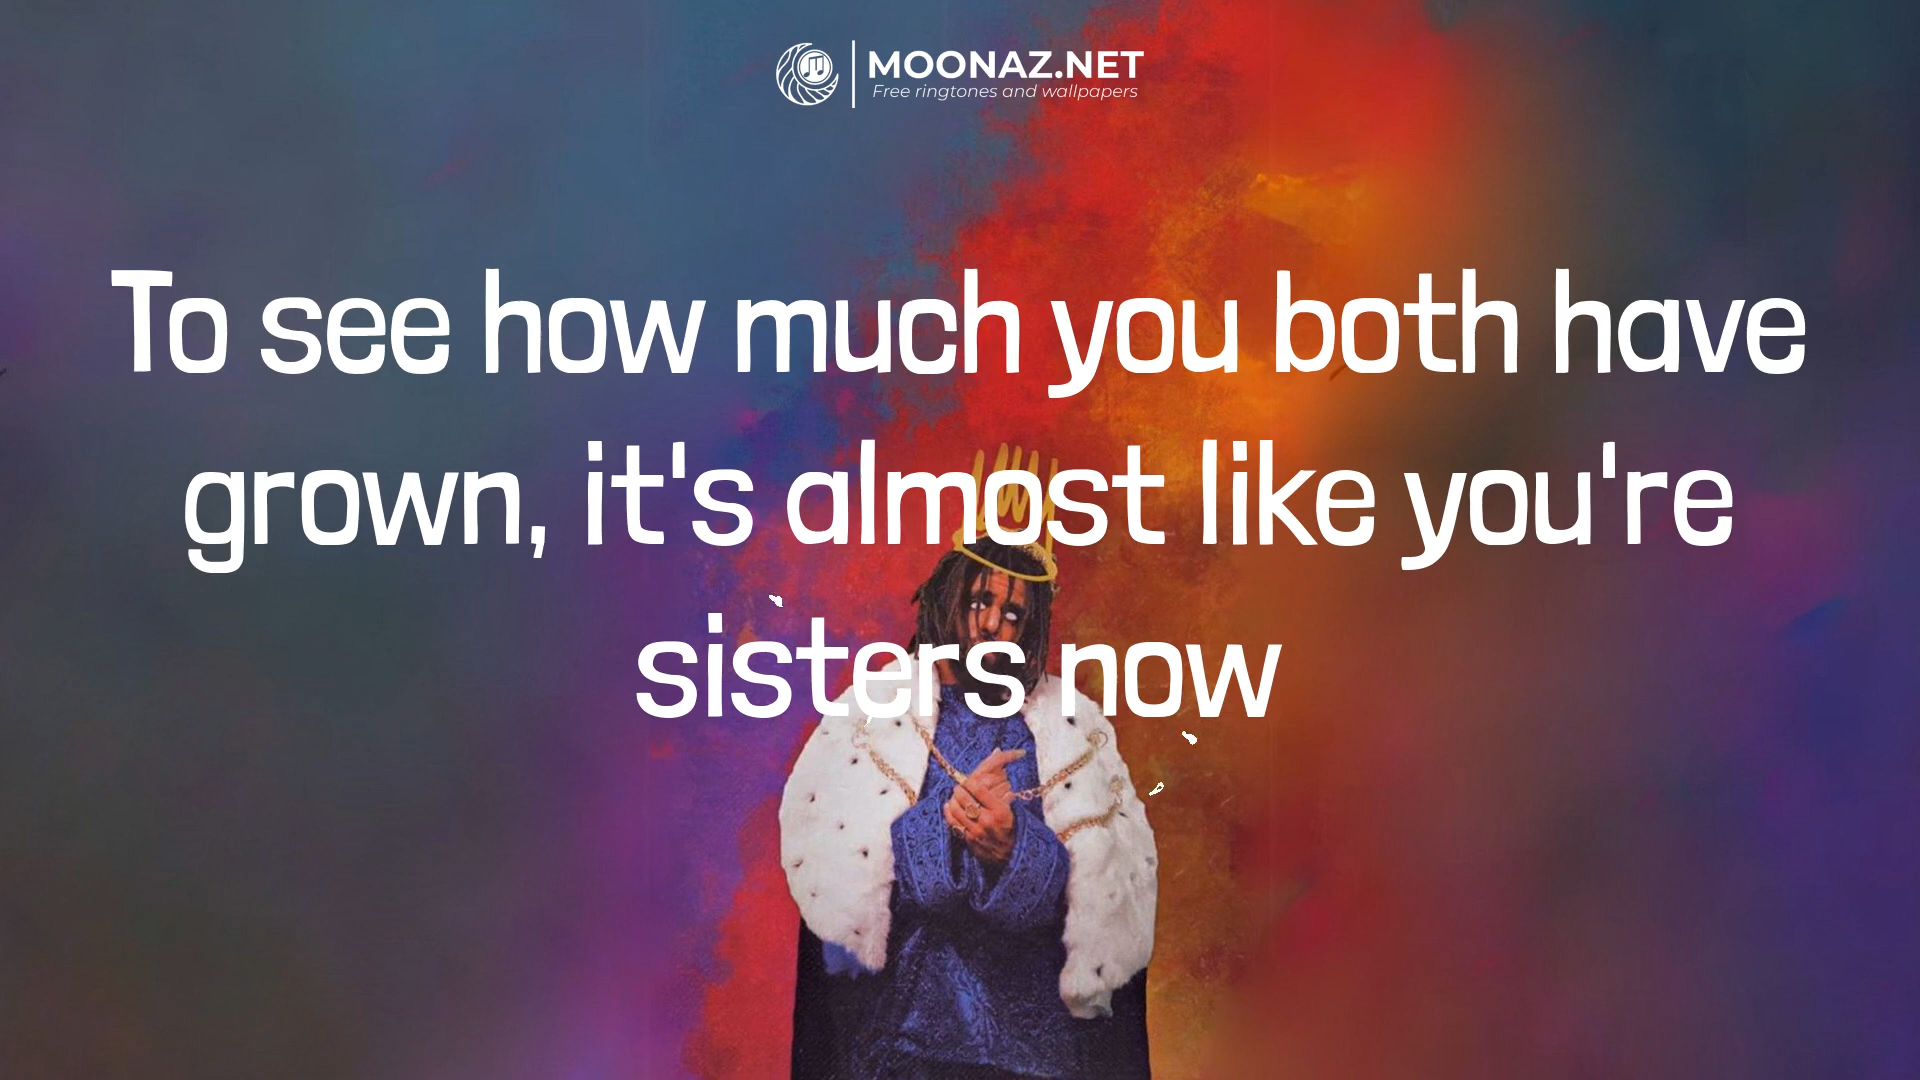 MOONAZ.NET
Free ringtones and wallpapers
To see how much you both have
grown, it's almost like you're
sisters now